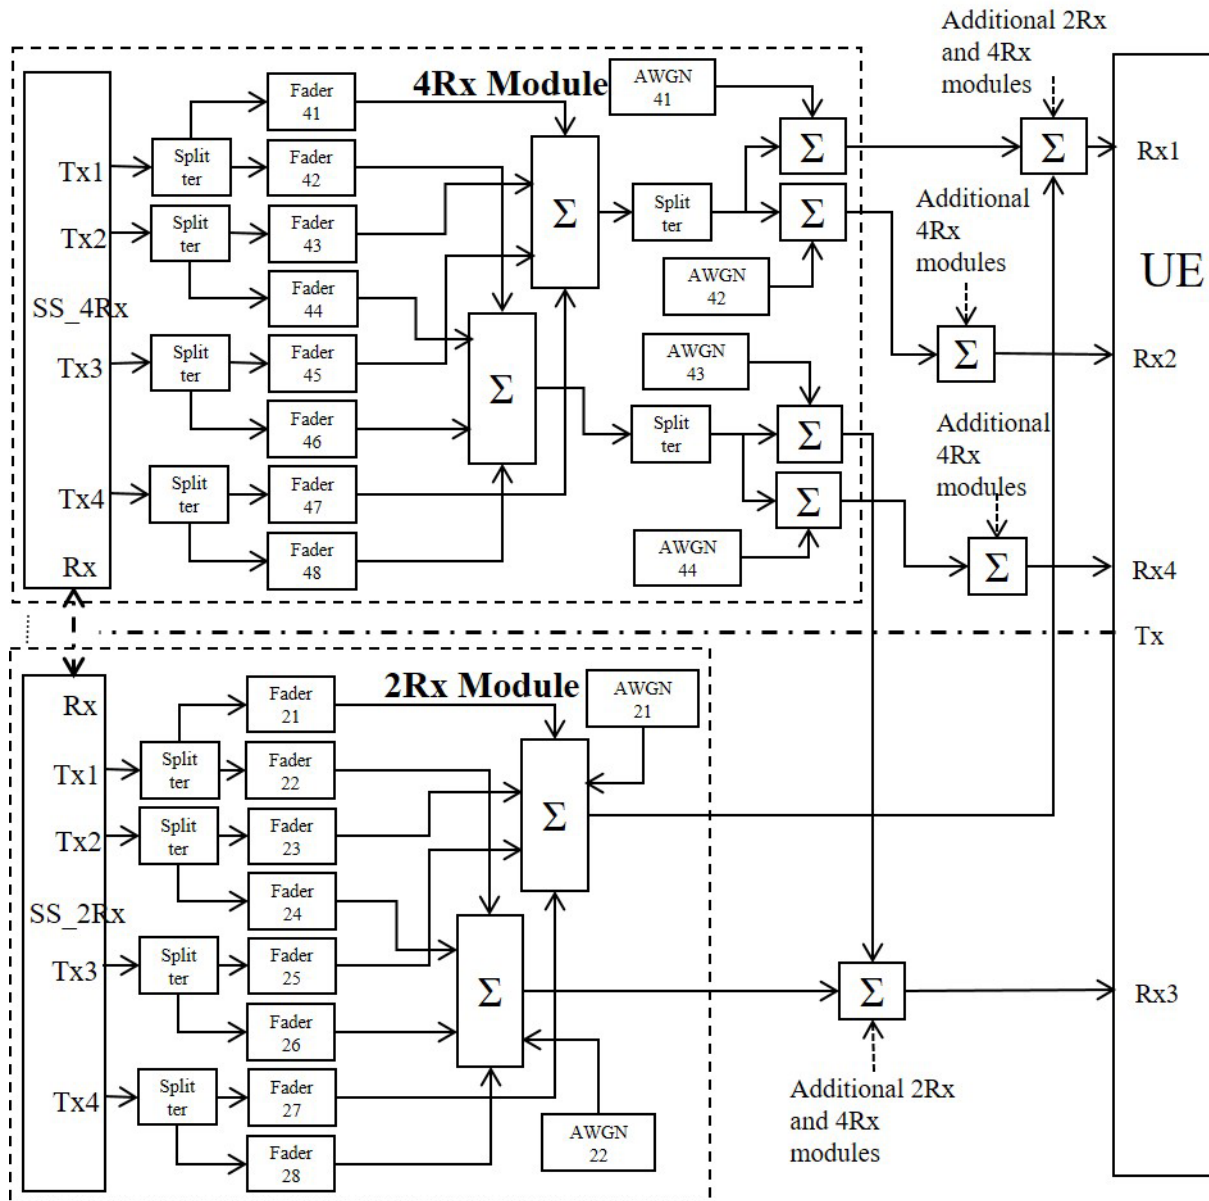 Additional 2Rx
and 4Rx
modules
4Rx Module
AWGN
41
Fader
41
Tx1
Split
ter
Fader
42
Σ
Σ
Σ
Rx1
Tx2
Split
ter
Fader
43
Σ
Split
ter
Σ
Additional
4Rx
modules
UE
AWGN
42
SS_4Rx
Fader
44
Tx3
Split
ter
Fader
45
Σ
AWGN
43
Σ
Rx2
Fader
46
Split
ter
Σ
Additional
4Rx
modules
Tx4
Split
ter
Fader
47
Σ
Fader
48
AWGN
44
Σ
Rx4
Rx
Tx
2Rx Module
AWGN
21
Rx
Fader
21
Tx1
Split
ter
Fader
22
Tx2
Split
ter
Fader
23
Σ
SS_2Rx
Fader
24
Tx3
Split
ter
Fader
25
Σ
Σ
Rx3
Fader
26
Tx4
Split
ter
Fader
27
AWGN
22
Additional 2Rx
and 4Rx
modules
Fader
28